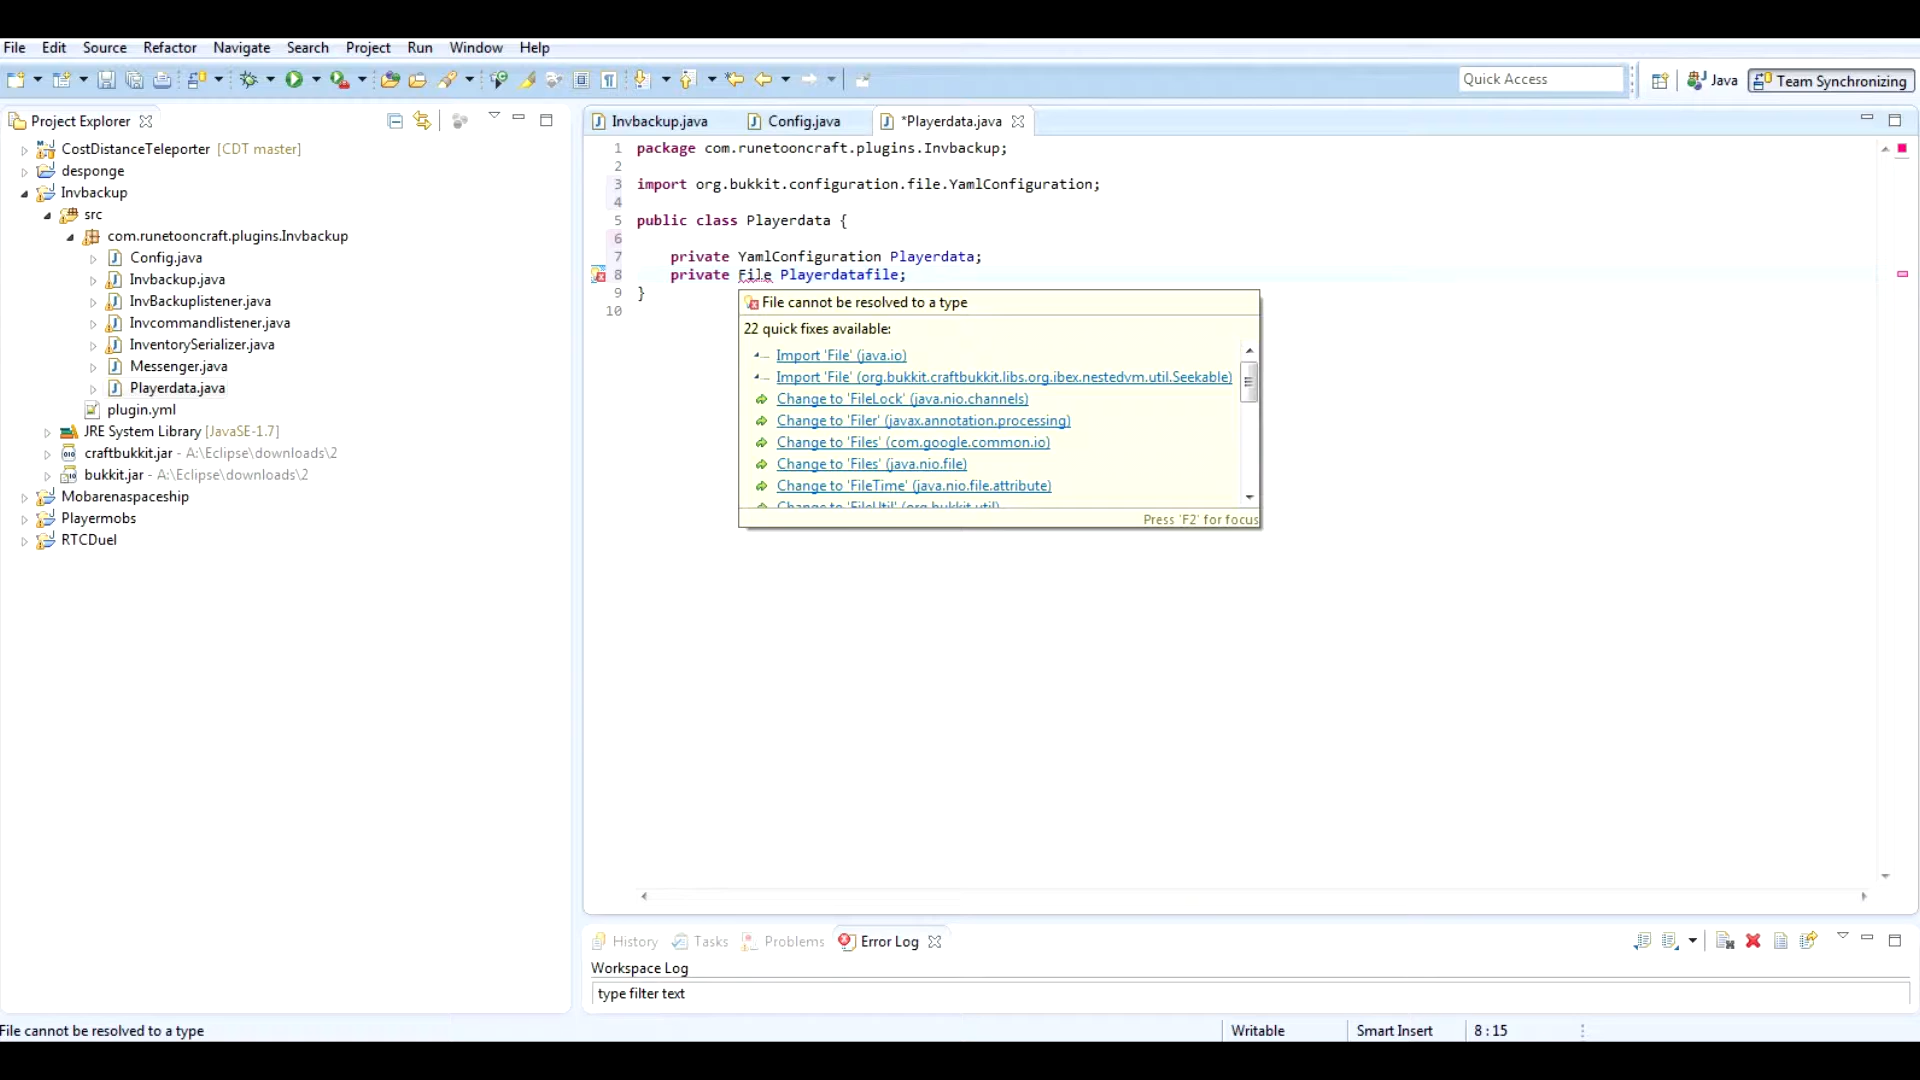 File Edit Source Refactor Navigate Search Project Run Window Help
Quick Access
Java
Team Synchronizing
Project Explorer
CostDistanceTeleporter [CDT master]
desponge
Invbackup
src
com.runetooncraft.plugins.Invbackup
Config.java
Invbackup.java
InvBackuplistener.java
Invcommandlistener.java
InventorySerializer.java
Messenger.java
Playerdata.java
plugin.yml
JRE System Library [JavaSE-1.7]
craftbukkit.jar - A:\Eclipse\downloads\2
bukkit.jar - A:\Eclipse\downloads\2
Mobarenaspaceship
Playermobs
RTCDuel
Invbackup.java Config.java *Playerdata.java
1 package com.runetooncraft.plugins.Invbackup;
2
3 import org.bukkit.configuration.file.YamlConfiguration;
4
5 public class Playerdata {
6
7 private YamlConfiguration Playerdata;
8 private File Playerdatafile;
9 }
10
File cannot be resolved to a type
22 quick fixes available:
Import 'File' (java.io)
Import 'File' (org.bukkit.craftbukkit.libs.org.ibex.nestedvm.util.Seekable)
Change to 'FileLock' (java.nio.channels)
Change to 'Filer' (javax.annotation.processing)
Change to 'Files' (com.google.common.io)
Change to 'Files' (java.nio.file)
Change to 'FileTime' (java.nio.file.attribute)
Change to 'FileUtil' (org.bukkit.util)
Press 'F2' for focus
History Tasks Problems Error Log
Workspace Log
type filter text
File cannot be resolved to a type
Writable
Smart Insert
8 : 15